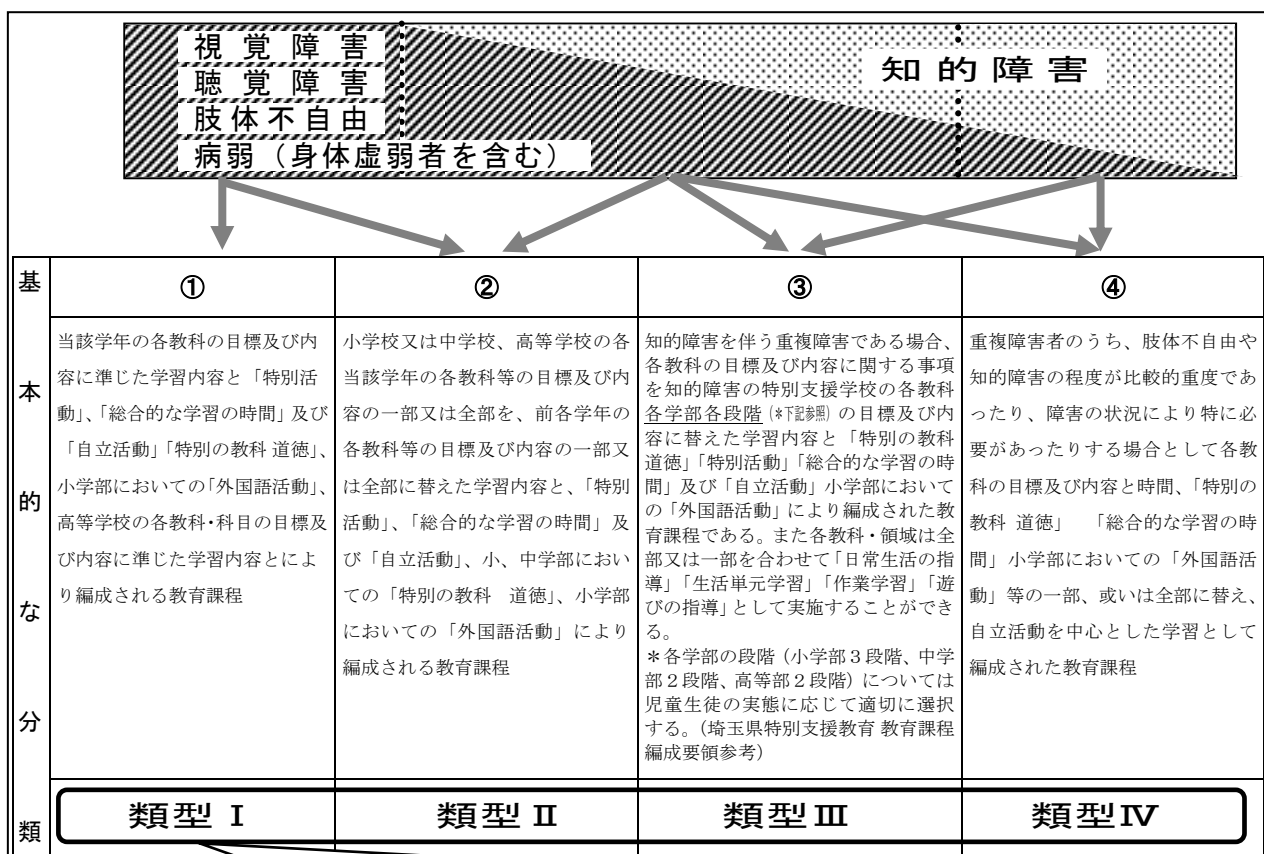 視覚障害
聴覚障害
肢体不自由
病弱（身体虚弱者を含む）
知的障害
基本的な分類
①
②
③
④
当該学年の各教科の目標及び内
容に準じた学習内容と「特別活
動」、「総合的な学習の時間」及び
「自立活動」「特別の教科 道徳」、
小学部においての「外国語活動」、
高等学校の各教科・科目の目標及
び内容に準じた学習内容とによ
り編成される教育課程
小学校又は中学校、高等学校の各
当該学年の各教科等の目標及び内
容の一部又は全部を、前各学年の
各教科等の目標及び内容の一部又
は全部に替えた学習内容と、「特別
活動」、「総合的な学習の時間」及
び「自立活動」、小、中学部におい
ての「特別の教科　道徳」、小学部
においての「外国語活動」により
編成される教育課程
知的障害を伴う重複障害である場合、
各教科の目標及び内容に関する事項
を知的障害の特別支援学校の各教科
各学部各段階（*下記参照）の目標及び内
容に替えた学習内容と「特別の教科
道徳」「特別活動」「総合的な学習の時
間」及び「自立活動」小学部において
の「外国語活動」により編成された教
育課程である。また各教科・領域は全
部又は一部を合わせて「日常生活の指
導」「生活単元学習」「作業学習」「遊
びの指導」として実施することができ
る。
＊各学部の段階（小学部３段階、中学
部２段階、高等部２段階）については
児童生徒の実態に応じて適切に選択
する。（埼玉県特別支援教育 教育課程
編成要領参考）
重複障害者のうち、肢体不自由や
知的障害の程度が比較的重度であ
ったり、障害の状況により特に必
要があったりする場合として各教
科の目標及び内容と時間、「特別の
教科 道徳」　「総合的な学習の時
間」小学部においての「外国語活
動」等の一部、或いは全部に替え、
自立活動を中心とした学習として
編成された教育課程
類型Ⅰ
類型Ⅱ
類型Ⅲ
類型Ⅳ